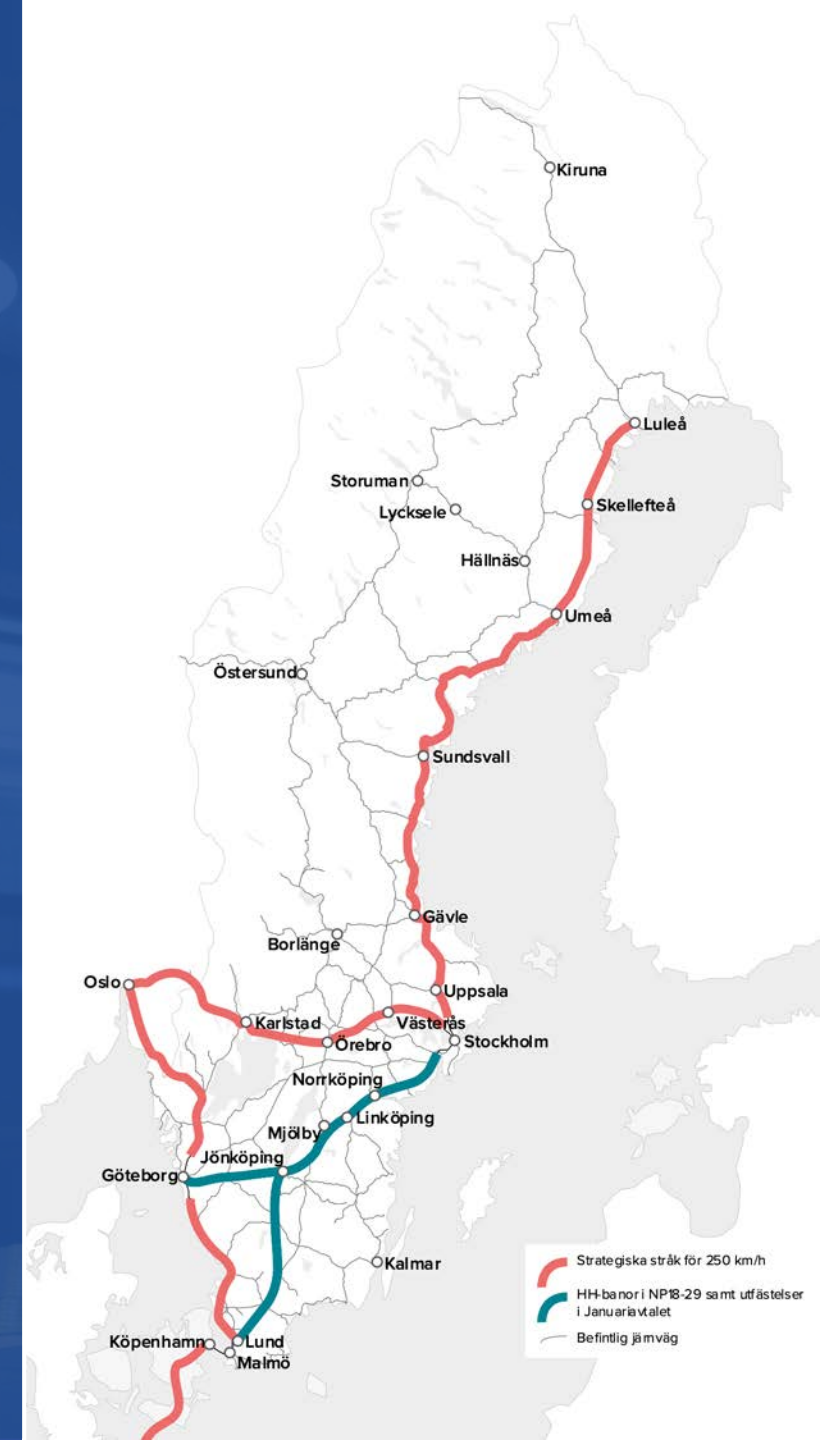 Kiruna
Luleå
Storuman
Skellefteå
Lycksele
Hällnäs
Umeå
Östersund
Sundsvall
Gävle
Borlänge
Oslo
Uppsala
Karlstad
Västerås
Örebro
Stockholm
Norrköping
Linköping
Mjölby
Jönköping
Göteborg
Kalmar
Köpenhamn
Lund
Malmö
Strategiska stråk för 250 km/h
HH-banor i NP18-29 samt utfästelser
i Januariavtalet
Befintlig järnväg